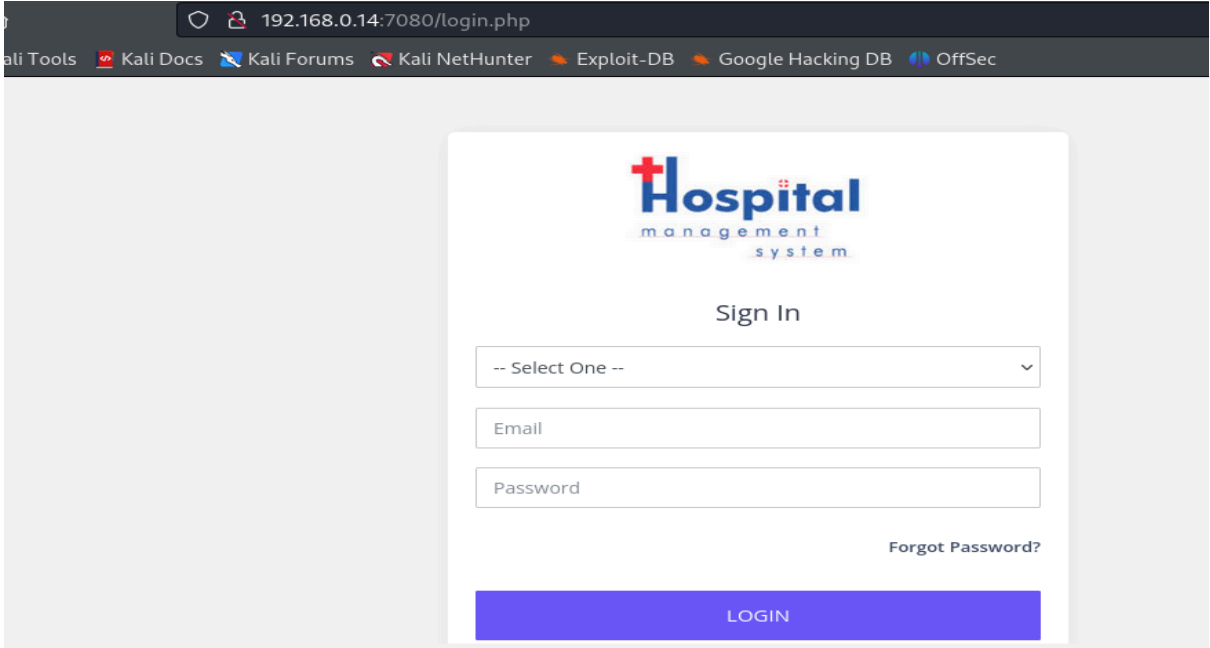 192.168.0.14:7080/login.php
ali Tools Kali Docs Kali Forums Kali NetHunter Exploit-DB Google Hacking DB OffSec
Hospital
management
system
Sign In
-- Select One --
Email
Password
Forgot Password?
LOGIN